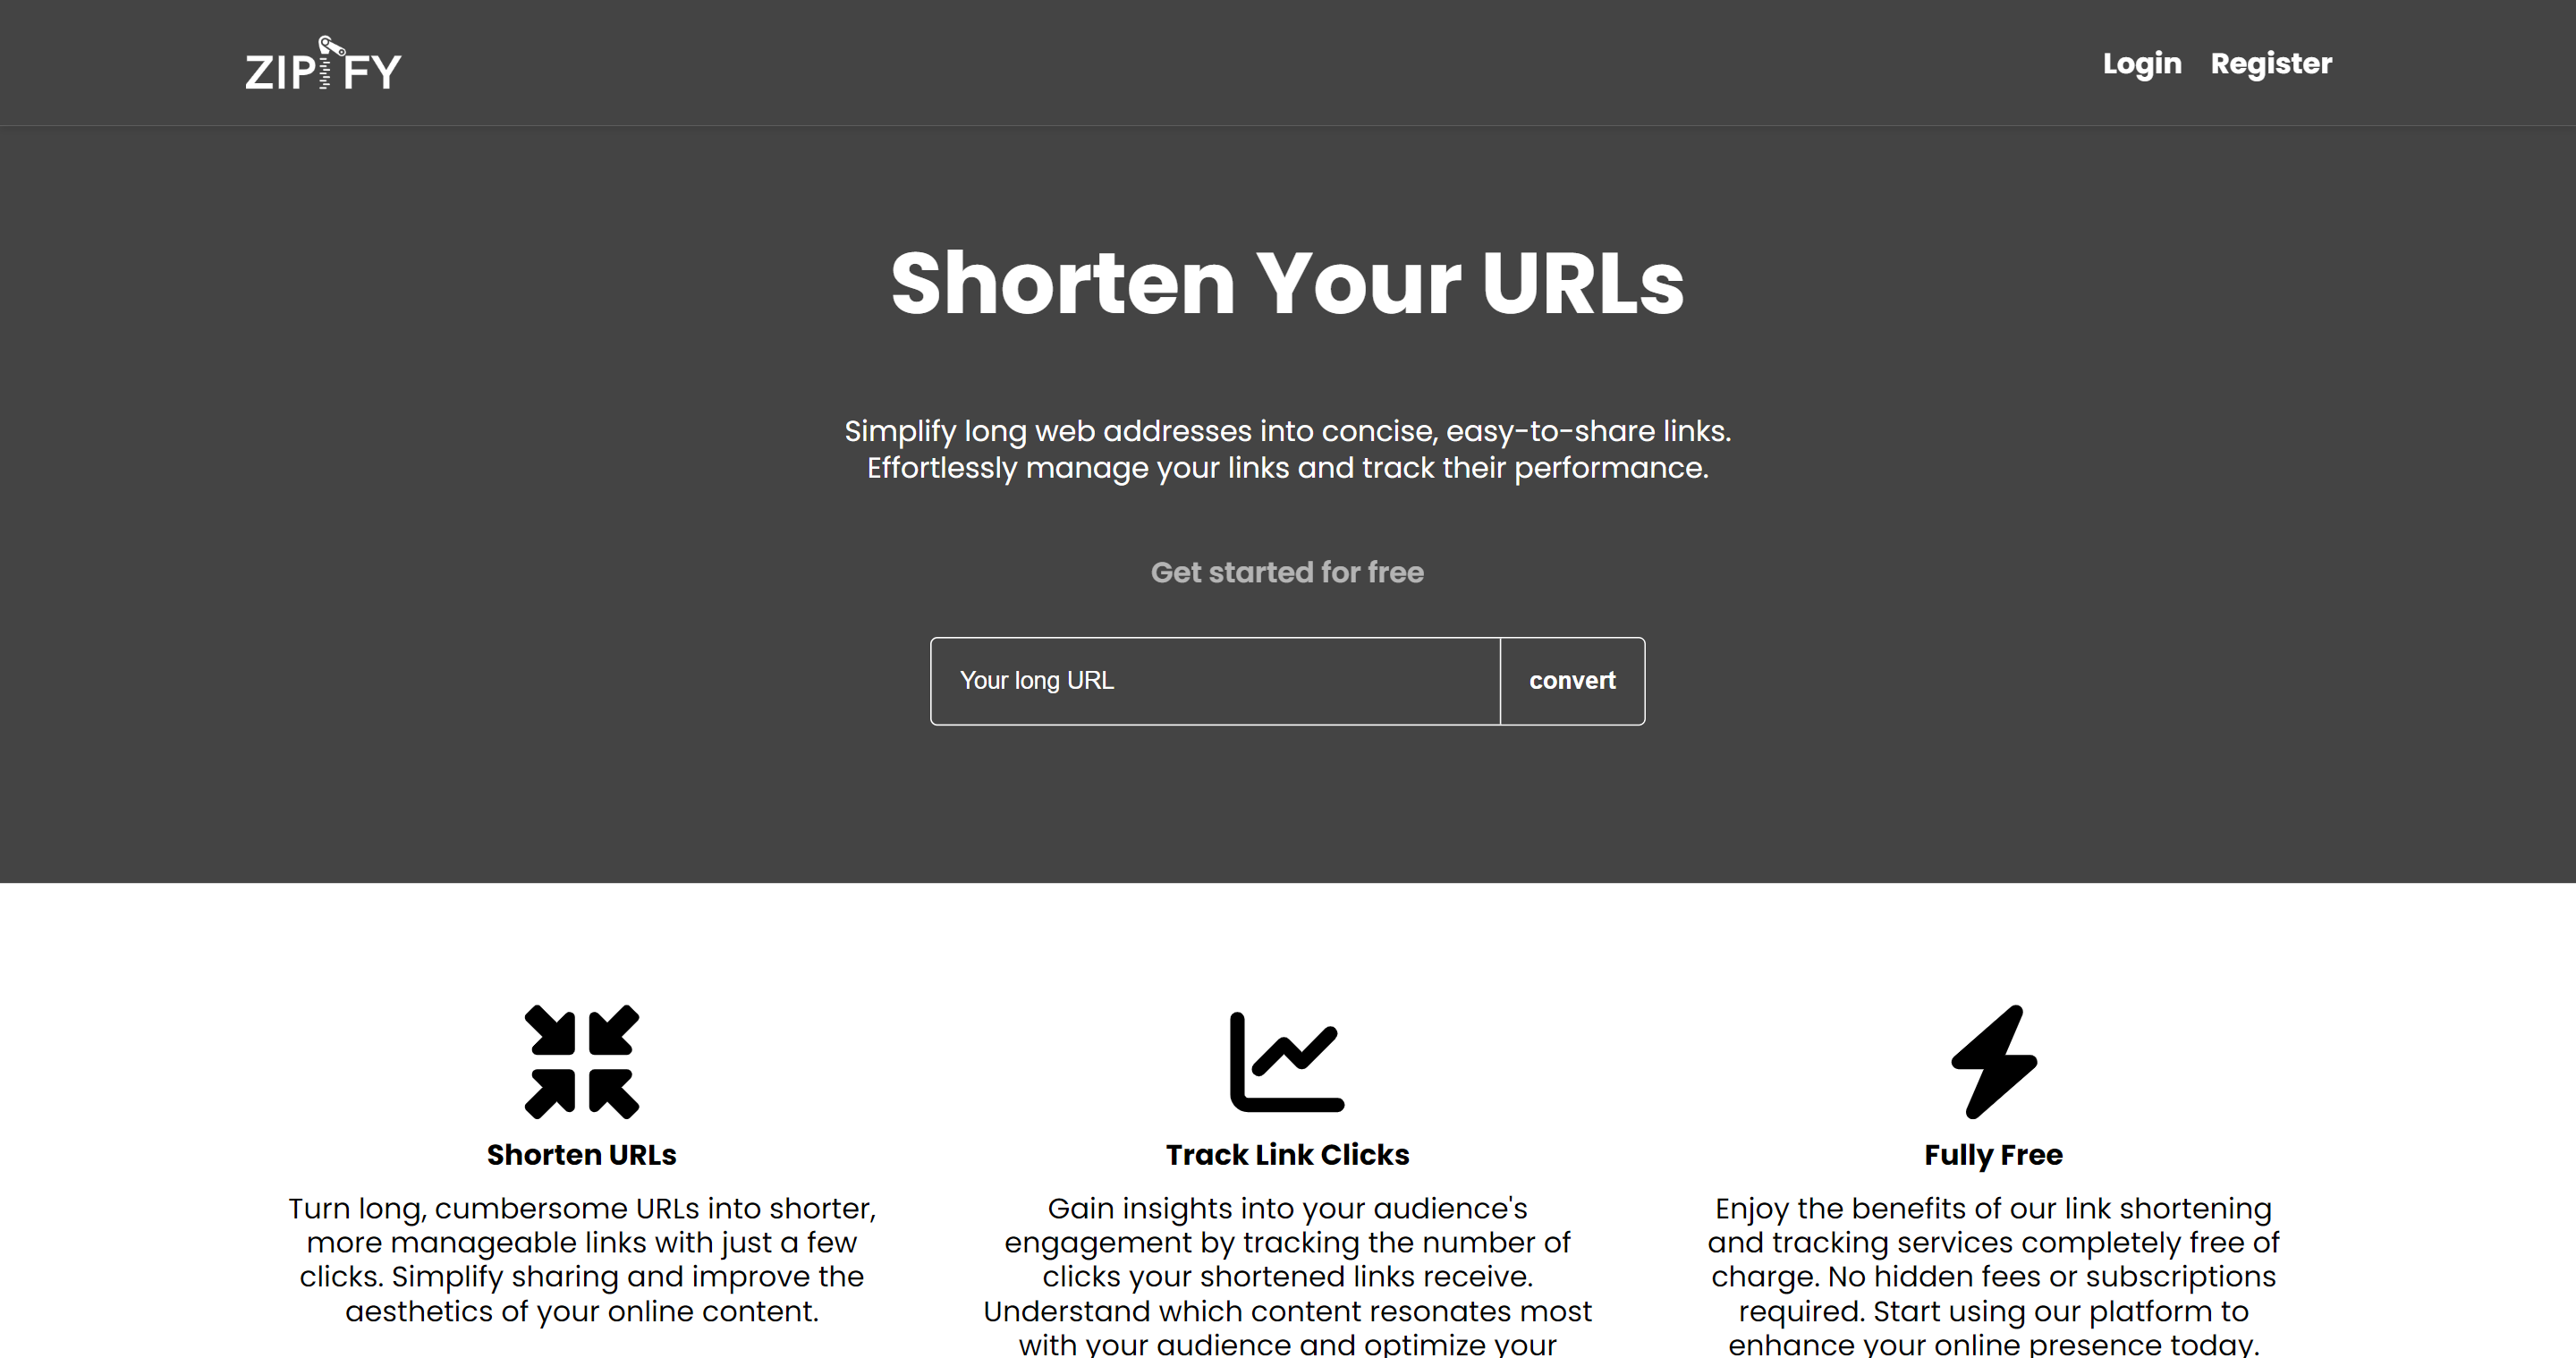 ZIPIFY
Login Register
Shorten Your URLs
Simplify long web addresses into concise, easy-to-share links.
Effortlessly manage your links and track their performance.
Get started for free
Your long URL
convert
Shorten URLs
Turn long, cumbersome URLs into shorter,
more manageable links with just a few
clicks. Simplify sharing and improve the
aesthetics of your online content.
Track Link Clicks
Gain insights into your audience's
engagement by tracking the number of
clicks your shortened links receive.
Understand which content resonates most
with your audience and optimize your
Fully Free
Enjoy the benefits of our link shortening
and tracking services completely free of
charge. No hidden fees or subscriptions
required. Start using our platform to
enhance your online presence today.